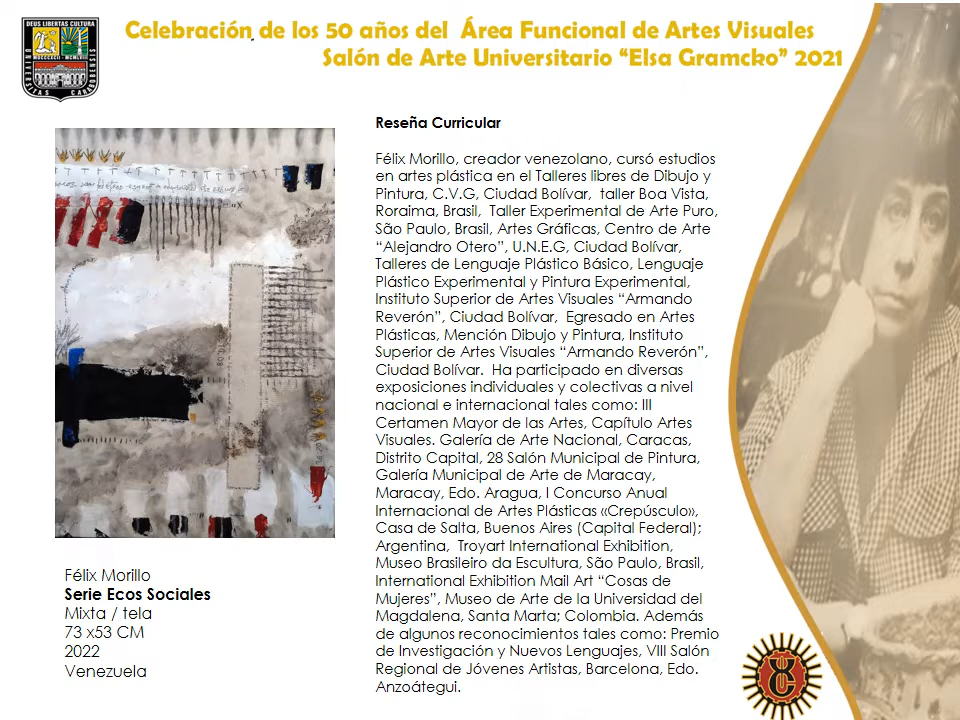 DEUS LIBERTAS CULTURA
UNIVERSITAS CARABOBENSIS
Celebración de los 50 años del Área Funcional de Artes Visuales
Salón de Arte Universitario “Elsa Gramcko” 2021
Reseña Curricular
Félix Morillo, creador venezolano, cursó estudios
en artes plástica en el Talleres libres de Dibujo y
Pintura, C.V.G, Ciudad Bolívar, taller Boa Vista,
Roraima, Brasil, Taller Experimental de Arte Puro,
São Paulo, Brasil, Artes Gráficas, Centro de Arte
“Alejandro Otero”, U.N.E.G, Ciudad Bolívar,
Talleres de Lenguaje Plástico Básico, Lenguaje
Plástico Experimental y Pintura Experimental,
Instituto Superior de Artes Visuales “Armando
Reverón”, Ciudad Bolívar, Egresado en Artes
Plásticas, Mención Dibujo y Pintura, Instituto
Superior de Artes Visuales “Armando Reverón”,
Ciudad Bolívar. Ha participado en diversas
exposiciones individuales y colectivas a nivel
nacional e internacional tales como: III
Certamen Mayor de las Artes, Capítulo Artes
Visuales. Galería de Arte Nacional, Caracas,
Distrito Capital, 28 Salón Municipal de Pintura,
Galería Municipal de Arte de Maracay,
Maracay, Edo. Aragua, I Concurso Anual
Internacional de Artes Plásticas «Crepúsculo»,
Casa de Salta, Buenos Aires (Capital Federal);
Argentina, Troyart International Exhibition,
Museo Brasileiro da Escultura, São Paulo, Brasil,
International Exhibition Mail Art “Cosas de
Mujeres”, Museo de Arte de la Universidad del
Magdalena, Santa Marta; Colombia. Además
de algunos reconocimientos tales como: Premio
de Investigación y Nuevos Lenguajes, VIII Salón
Regional de Jóvenes Artistas, Barcelona, Edo.
Anzoátegui.
Félix Morillo
Serie Ecos Sociales
Mixta / tela
73 x53 CM
2022
Venezuela